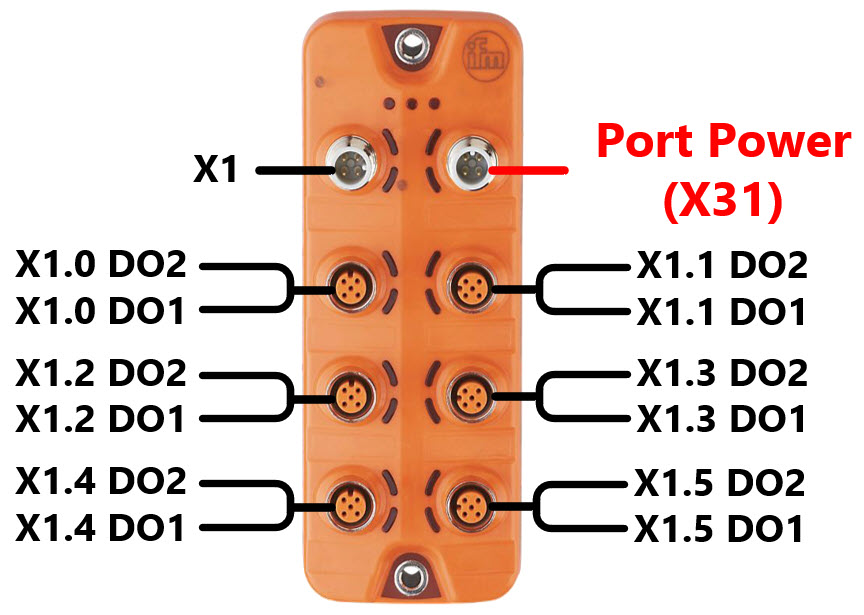 ifm
X1
Port Power
(X31)
X1.0 DO2
X1.0 DO1
X1.1 DO2
X1.1 DO1
X1.2 DO2
X1.2 DO1
X1.3 DO2
X1.3 DO1
X1.4 DO2
X1.4 DO1
X1.5 DO2
X1.5 DO1